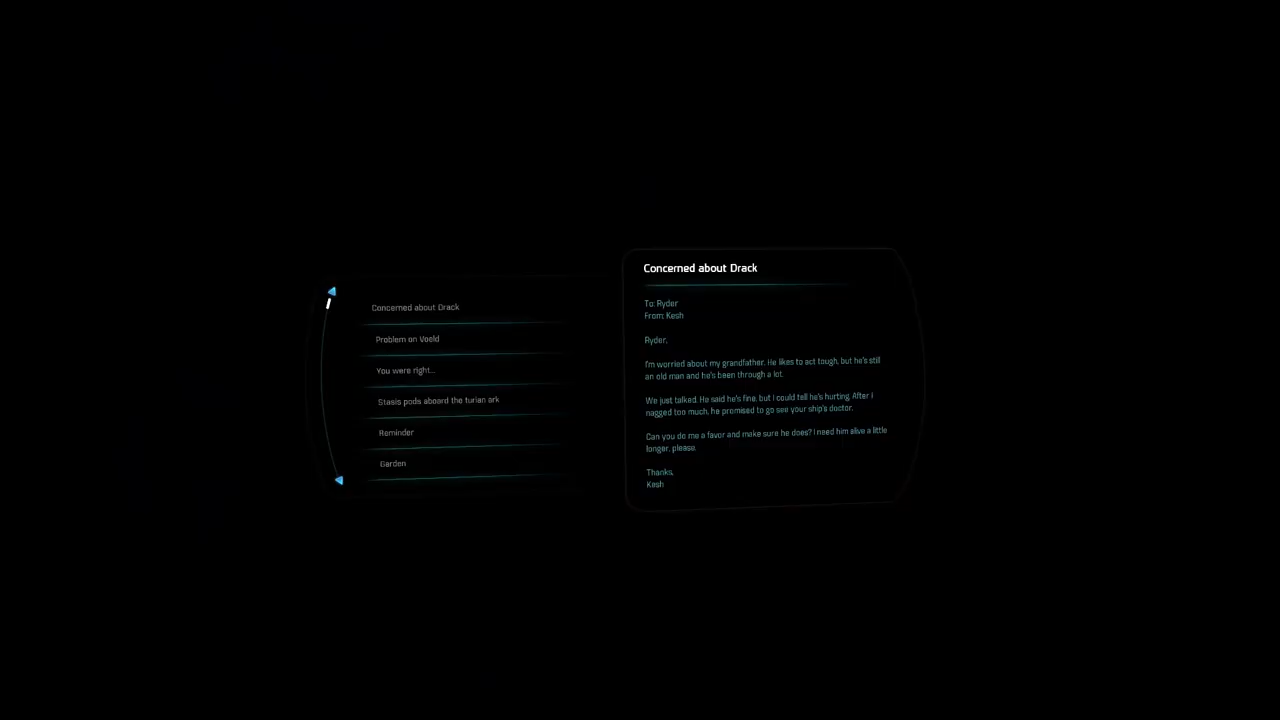 Concerned about Drack
Problem on Voeld
You were right...
Stasis pods aboard the turian ark
Reminder
Garden
Concerned about Drack
To: Ryder
From: Kesh
Ryder,
I'm worried about my grandfather. He likes to act tough, but he's still
an old man and he's been through a lot.
We just talked. He said he's fine, but I could tell he's hurting. After I
nagged too much, he promised to go see your ship's doctor.
Can you do me a favor and make sure he does? I need him alive a little
longer, please.
Thanks,
Kesh